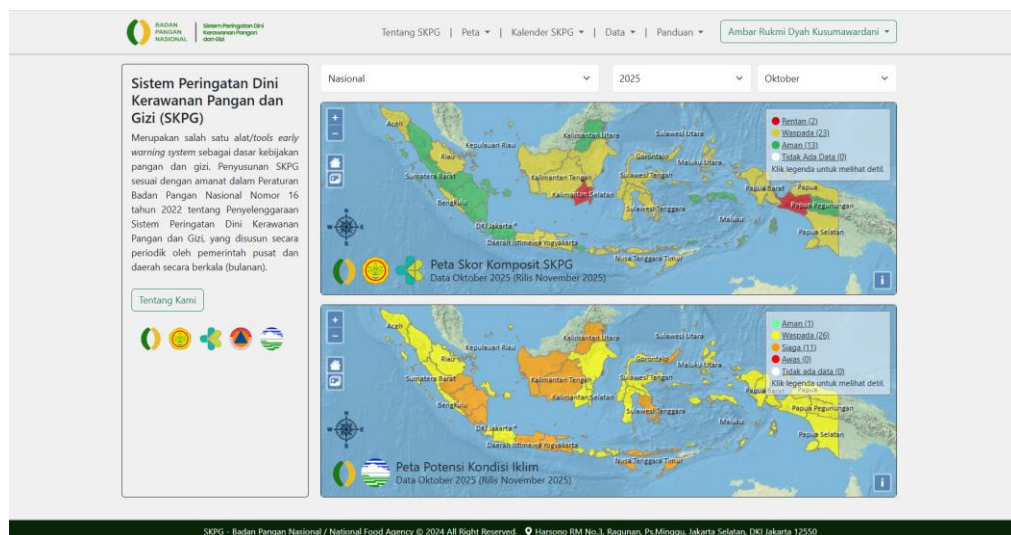 BADAN
PANGAN
NASIONAL
Sistem Peringatan Dini
Kerawanan Pangan
dan Gizi
Tentang SKPG | Peta | Kalender SKPG | Data | Panduan
Ambar Rukmi Dyah Kusumawardani
Sistem Peringatan Dini
Kerawanan Pangan dan
Gizi (SKPG)
Merupakan salah satu alat/tools early
warning system sebagai dasar kebijakan
pangan dan gizi. Penyusunan SKPG
sesuai dengan amanat dalam Peraturan
Badan Pangan Nasional Nomor 16
tahun 2022 tentang Penyelenggaraan
Sistem Peringatan Dini Kerawanan
Pangan dan Gizi, yang disusun secara
periodik oleh pemerintah pusat dan
daerah secara berkala (bulanan).
Tentang Kami
Nasional
2025
Oktober
+
-
Aceh
Kepulauan Riau
Kalimantan Utara
Sulawesi Utara
Riau
Gorontalo
Maluku Utara
Sumatera Barat
Kalimantan Tengah
Sulawesi Tengah
Papua Barat
Papua
Bengkulu
Kalimantan Selatan
Papua Pegunungan
Sulawesi Tenggara
Maluku
DKI Jakarta *
Papua Selatan
Daerah Istimewa Yogyakarta
Nusa Tenggara Timur
Rentan (2)
Waspada (23)
Aman (13)
Tidak Ada Data (0)
Klik legenda untuk melihat detil.
Peta Skor Komposit SKPG
Data Oktober 2025 (Rilis November 2025)
i
+
-
Aceh
Kepulauan Riau
Kalimantan Utara
Sulawesi Utara
Riau
Gorontalo
Maluku Utara
Sumatera Barat
Kalimantan Tengah
Sulawesi Tengah
Papua Barat
Papua
Bengkulu
Kalimantan Selatan
Papua Pegunungan
Sulawesi Tenggara
Maluku
DKI Jakarta *
Papua Selatan
Daerah Istimewa Yogyakarta
Nusa Tenggara Timur
Aman (1)
Waspada (26)
Siaga (11)
Awas (0)
Tidak ada data (0)
Klik legenda untuk melihat detil.
Peta Potensi Kondisi Iklim
Data Oktober 2025 (Rilis November 2025)
i
SKPG - Badan Pangan Nasional / National Food Agency © 2024 All Right Reserved. Harsono RM No.3, Ragunan, Ps.Minggu, Jakarta Selatan, DKI Jakarta 12550